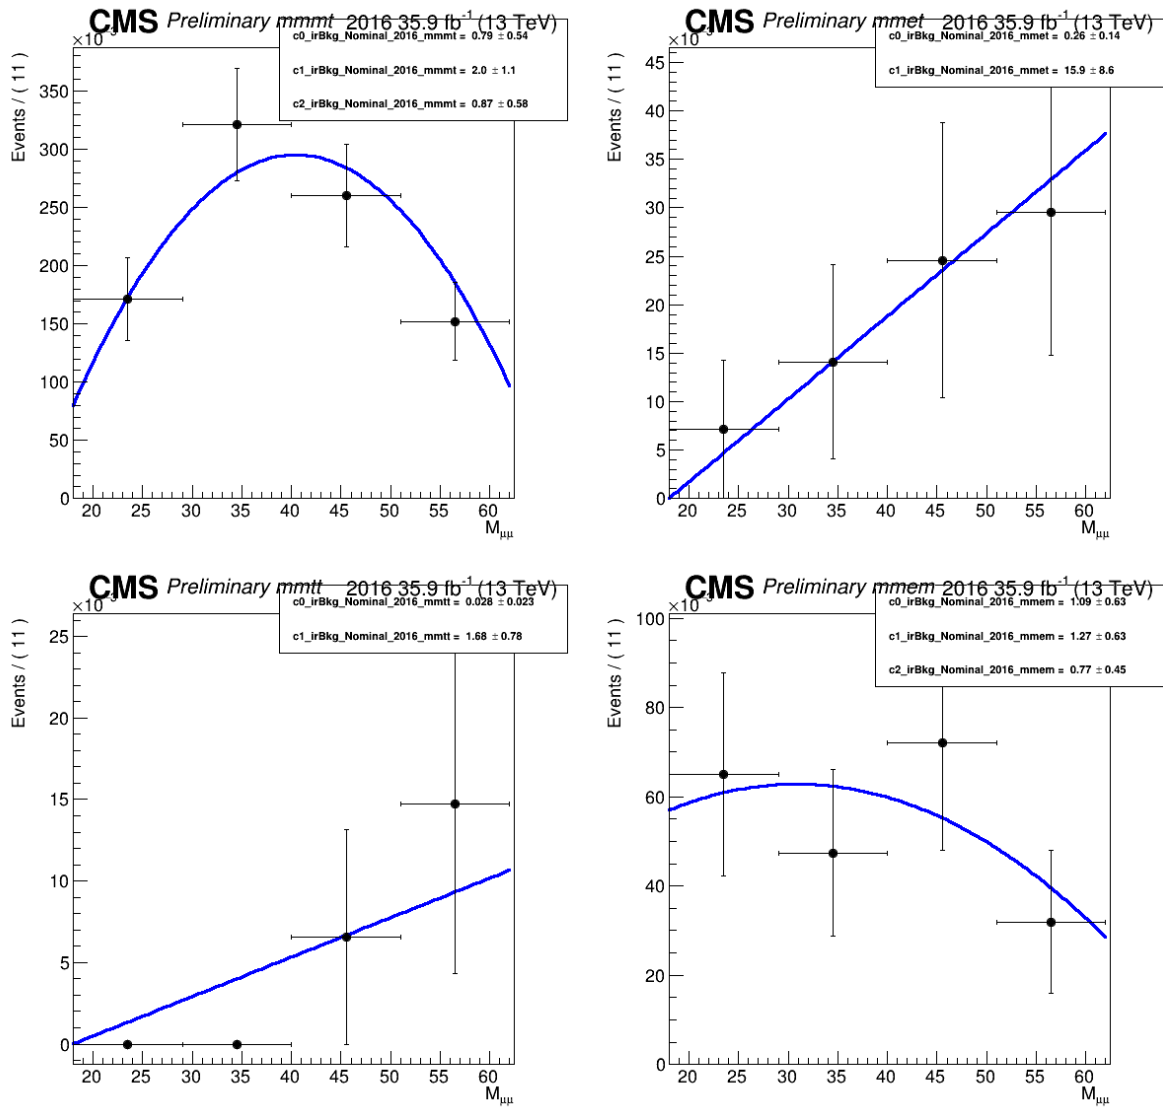 CMS Preliminary mmmt 2016 35.9 fb⁻¹ (13 TeV)
×10⁻³
c0_irBkg_Nominal_2016_mmmt = 0.79 ± 0.54
c1_irBkg_Nominal_2016_mmmt = 2.0 ± 1.1
c2_irBkg_Nominal_2016_mmmt = 0.87 ± 0.58
Events / ( 11 )
350
300
250
200
150
100
50
0
20 25 30 35 40 45 50 55 60
Mμμ
CMS Preliminary mmet 2016 35.9 fb⁻¹ (13 TeV)
×10⁻³
c0_irBkg_Nominal_2016_mmet = 0.26 ± 0.14
c1_irBkg_Nominal_2016_mmet = 15.9 ± 8.6
Events / ( 11 )
45
40
35
30
25
20
15
10
5
0
20 25 30 35 40 45 50 55 60
Mμμ
CMS Preliminary mmtt 2016 35.9 fb⁻¹ (13 TeV)
×10⁻³
c0_irBkg_Nominal_2016_mmtt = 0.028 ± 0.023
c1_irBkg_Nominal_2016_mmtt = 1.68 ± 0.78
Events / ( 11 )
25
20
15
10
5
0
20 25 30 35 40 45 50 55 60
Mμμ
CMS Preliminary mmem 2016 35.9 fb⁻¹ (13 TeV)
×10⁻³
c0_irBkg_Nominal_2016_mmem = 1.09 ± 0.63
c1_irBkg_Nominal_2016_mmem = 1.27 ± 0.63
c2_irBkg_Nominal_2016_mmem = 0.77 ± 0.45
Events / ( 11 )
100
80
60
40
20
0
20 25 30 35 40 45 50 55 60
Mμμ